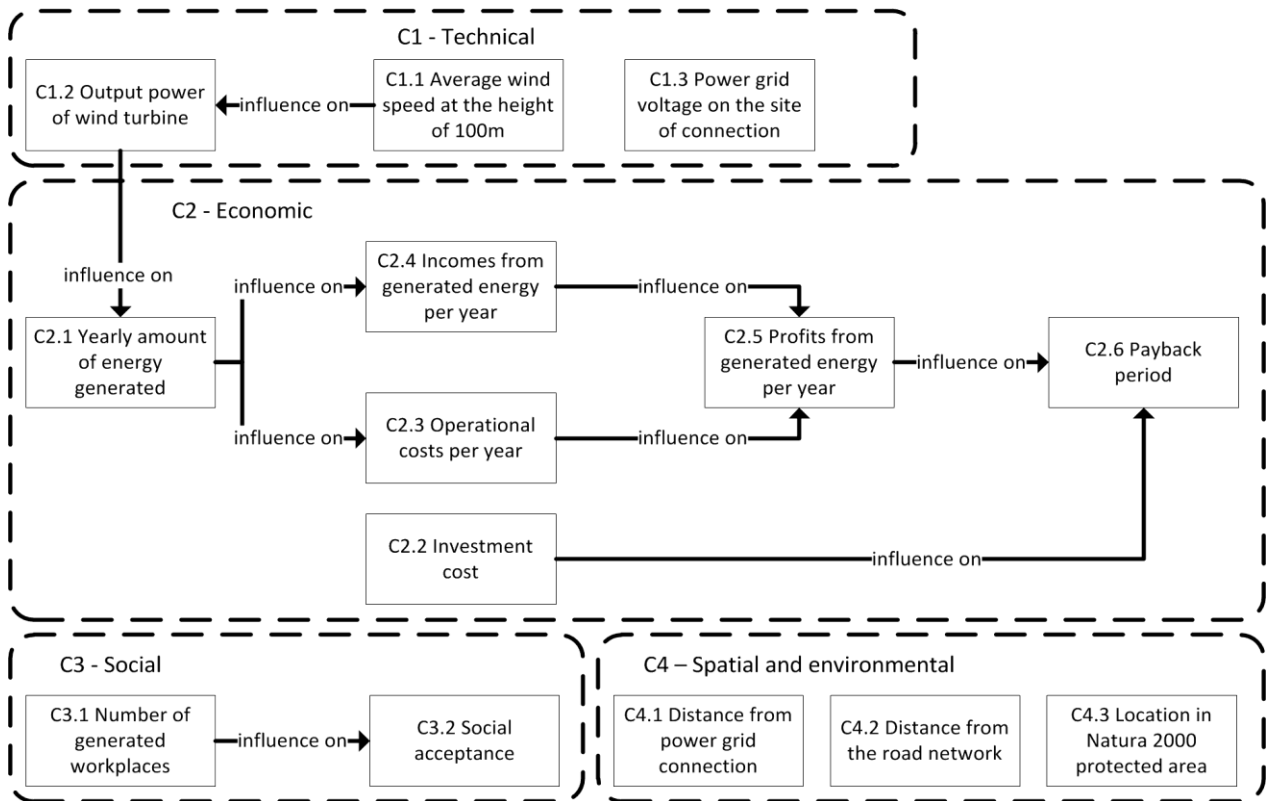 C1 - Technical
C1.2 Output power
of wind turbine
influence on
C1.1 Average wind
speed at the height
of 100m
C1.3 Power grid
voltage on the site
of connection
C2 - Economic
influence on
C2.1 Yearly amount
of energy
generated
influence on
C2.4 Incomes from
generated energy
per year
influence on
influence on
C2.3 Operational
costs per year
influence on
C2.5 Profits from
generated energy
per year
influence on
C2.6 Payback
period
C2.2 Investment
cost
influence on
C3 - Social
C3.1 Number of
generated
workplaces
influence on
C3.2 Social
acceptance
C4 – Spatial and environmental
C4.1 Distance from
power grid
connection
C4.2 Distance from
the road network
C4.3 Location in
Natura 2000
protected area